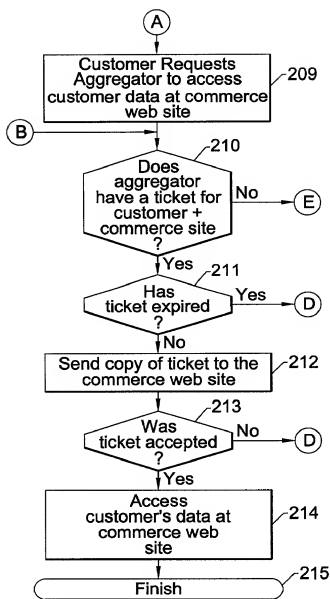 A
Customer Requests
Aggregator to access
customer data at commerce
web site
209
B
210
Does
aggregator
have a ticket for
customer +
commerce site
?
No
E
Yes
211
Has
ticket expired
?
Yes
D
No
Send copy of ticket to the
commerce web site
212
213
Was
ticket accepted
?
No
D
Yes
Access
customer's data at
commerce web
site
214
215
Finish